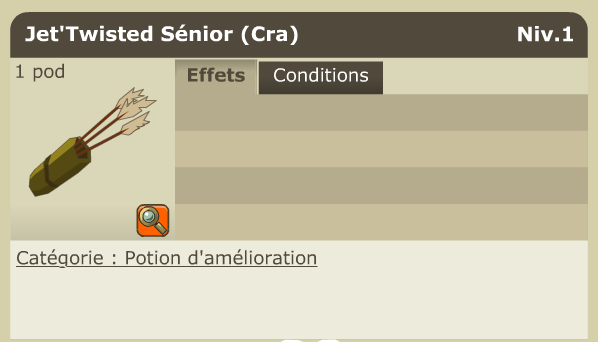 Jet'Twisted Sénior (Cra) Niv.1
1 pod
Effets Conditions
Catégorie : Potion d'amélioration